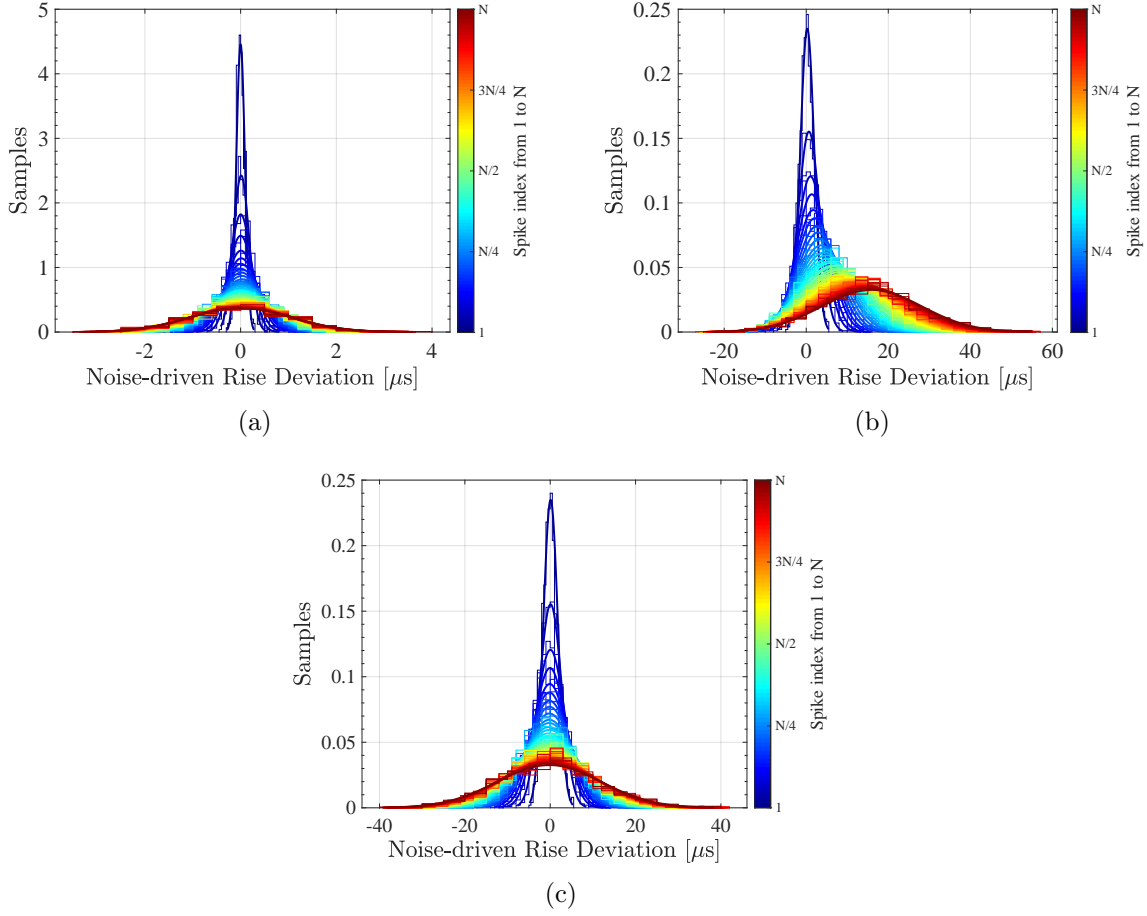 5
4
3
2
1
0
Samples
-2
0
2
4
Noise-driven Rise Deviation [μs]
N
3N/4
N/2
N/4
1
Spike index from 1 to N
(a)
0.25
0.2
0.15
0.1
0.05
0
Samples
-20
0
20
40
60
Noise-driven Rise Deviation [μs]
N
3N/4
N/2
N/4
1
Spike index from 1 to N
(b)
0.25
0.2
0.15
0.1
0.05
0
Samples
-40
-20
0
20
40
Noise-driven Rise Deviation [μs]
N
3N/4
N/2
N/4
1
Spike index from 1 to N
(c)